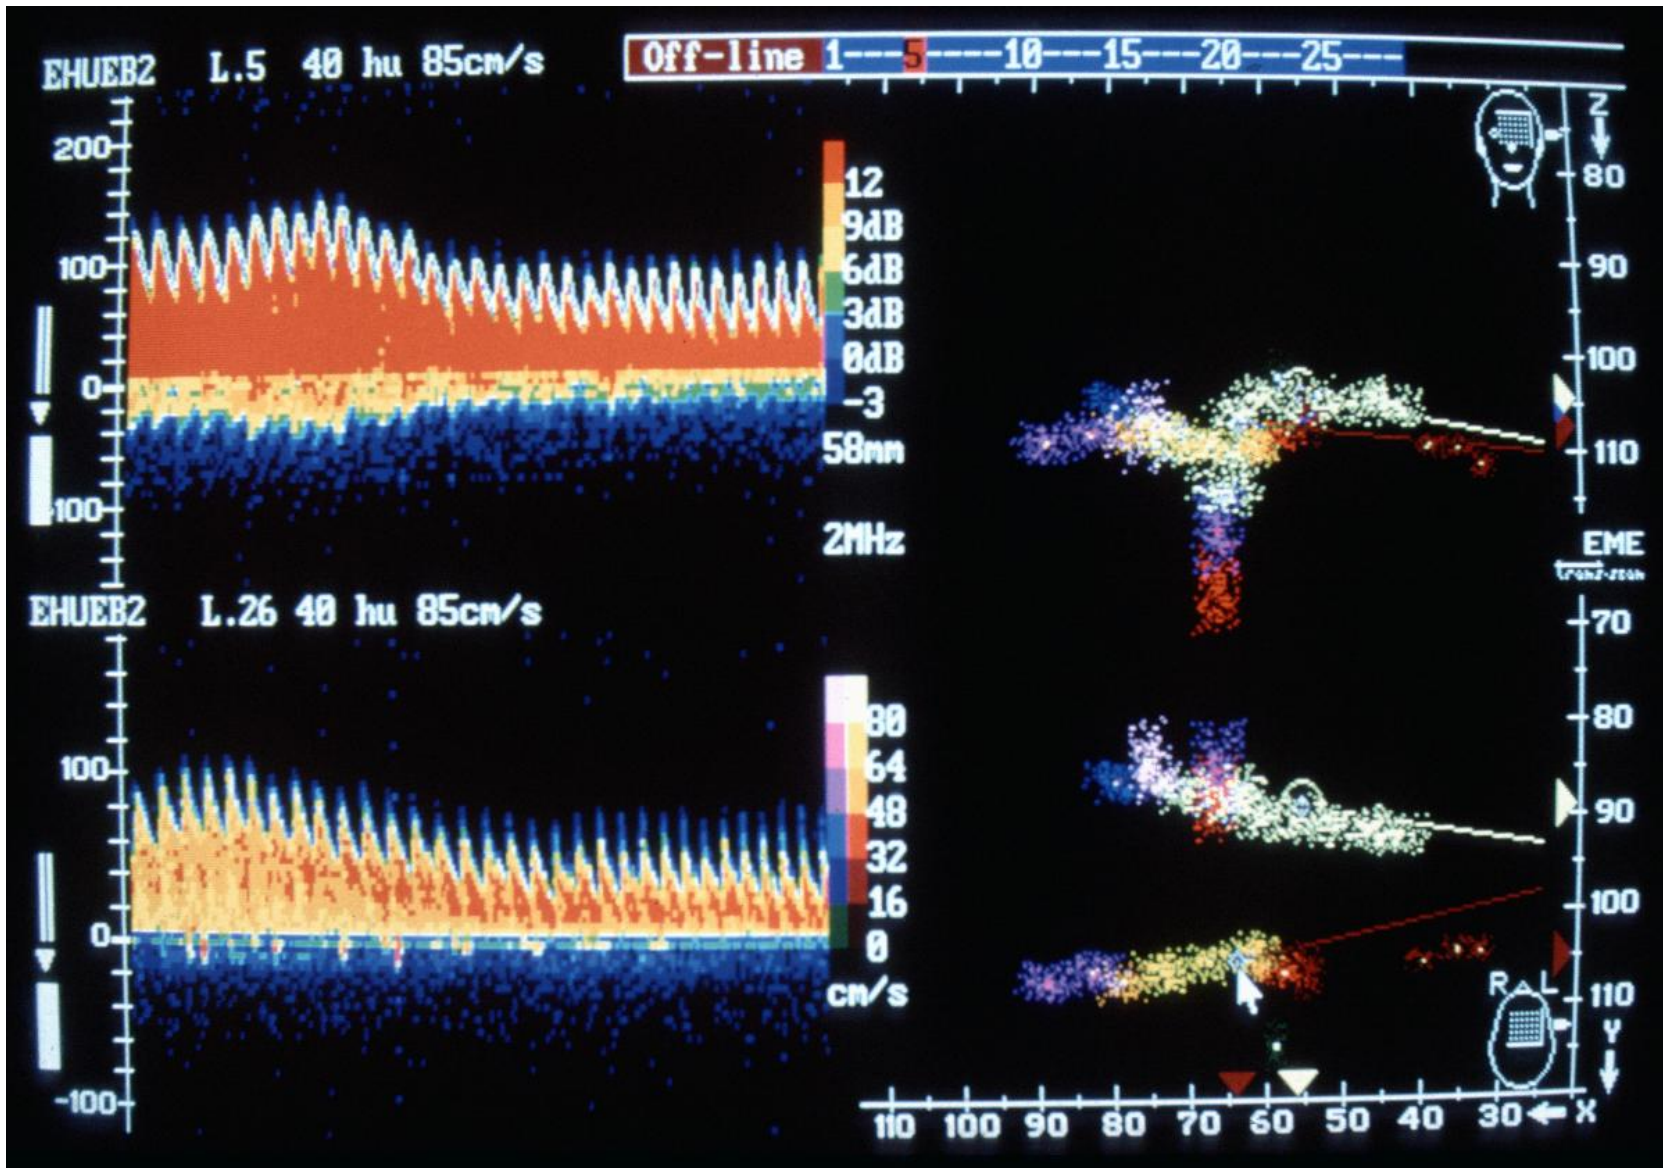 EHUEB2 L.5 40 hu 85cm/s
Off-line 1---5----10---15---20---25---
200
100
0
-100
12
9dB
6dB
3dB
0dB
-3
58mm
2MHz
EHUEB2 L.26 40 hu 85cm/s
100
0
-100
80
64
48
32
16
0
cm/s
Z
80
90
100
110
EME
trans-scan
70
80
90
100
R L
110
Y
110 100 90 80 70 60 50 40 30 X